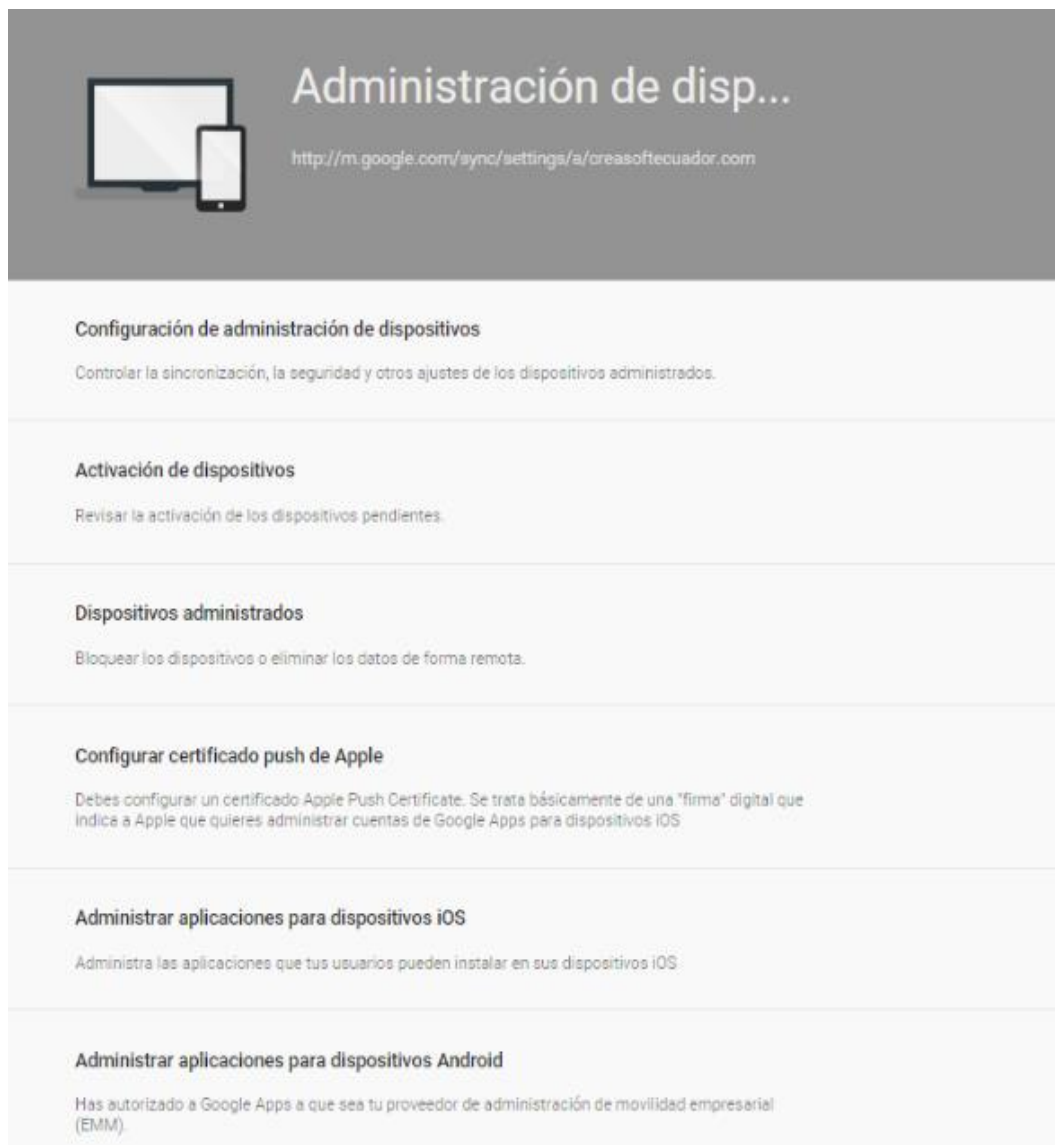 Administración de disp...
http://m.google.com/sync/settings/a/creasoftecuador.com
Configuración de administración de dispositivos
Controlar la sincronización, la seguridad y otros ajustes de los dispositivos administrados.
Activación de dispositivos
Revisar la activación de los dispositivos pendientes.
Dispositivos administrados
Bloquear los dispositivos o eliminar los datos de forma remota.
Configurar certificado push de Apple
Debes configurar un certificado Apple Push Certificate. Se trata básicamente de una "firma" digital que
indica a Apple que quieres administrar cuentas de Google Apps para dispositivos iOS
Administrar aplicaciones para dispositivos iOS
Administra las aplicaciones que tus usuarios pueden instalar en sus dispositivos iOS
Administrar aplicaciones para dispositivos Android
Has autorizado a Google Apps a que sea tu proveedor de administración de movilidad empresarial
(EMM).